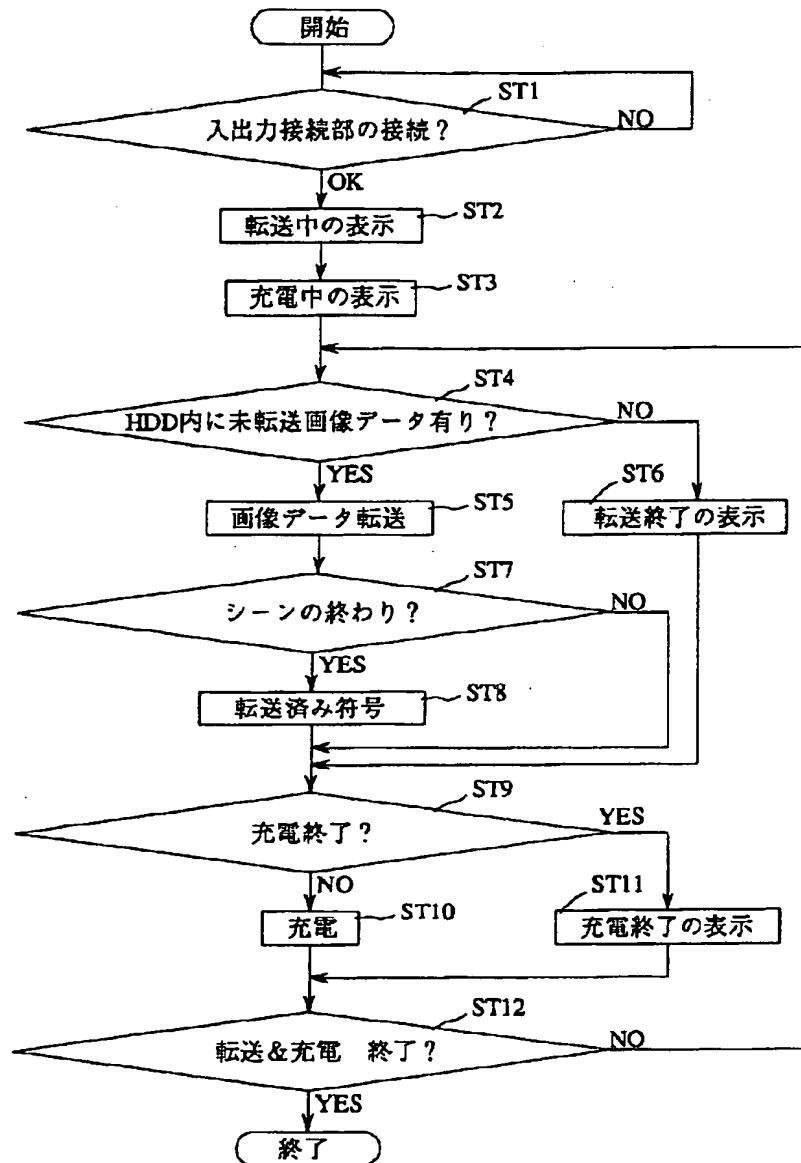 開始
ST1
入出力接続部の接続?
NO
OK
転送中の表示
ST2
充電中の表示
ST3
ST4
HDD内に未転送画像データ有り?
NO
YES
画像データ転送
ST5
ST6
転送終了の表示
ST7
シーンの終わり?
NO
YES
転送済み符号
ST8
ST9
充電終了?
YES
NO
充電
ST10
ST11
充電終了の表示
ST12
転送&充電 終了?
NO
YES
終了